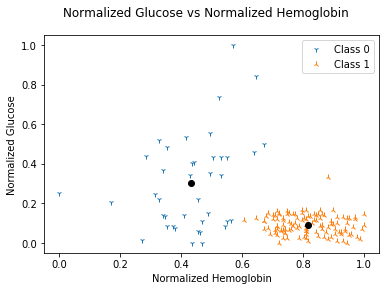 Normalized Glucose vs Normalized Hemoglobin
Class 0
Class 1
Normalized Glucose
1.0
0.8
0.6
0.4
0.2
0.0
0.0 0.2 0.4 0.6 0.8 1.0
Normalized Hemoglobin